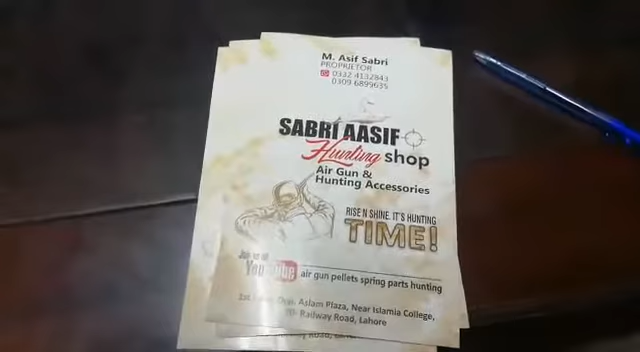 M. Asif Sabri
PROPRIETOR
0332 4132843
0309 6899635
SABRI AASIF
Hunting shop
Air Gun &
Hunting Accessories
RISE N SHINE. IT'S HUNTING
TIME!
Join us at
YouTube air gun pellets spring parts hunting
Aslam Plaza, Near Islamia College,
Railway Road, Lahore